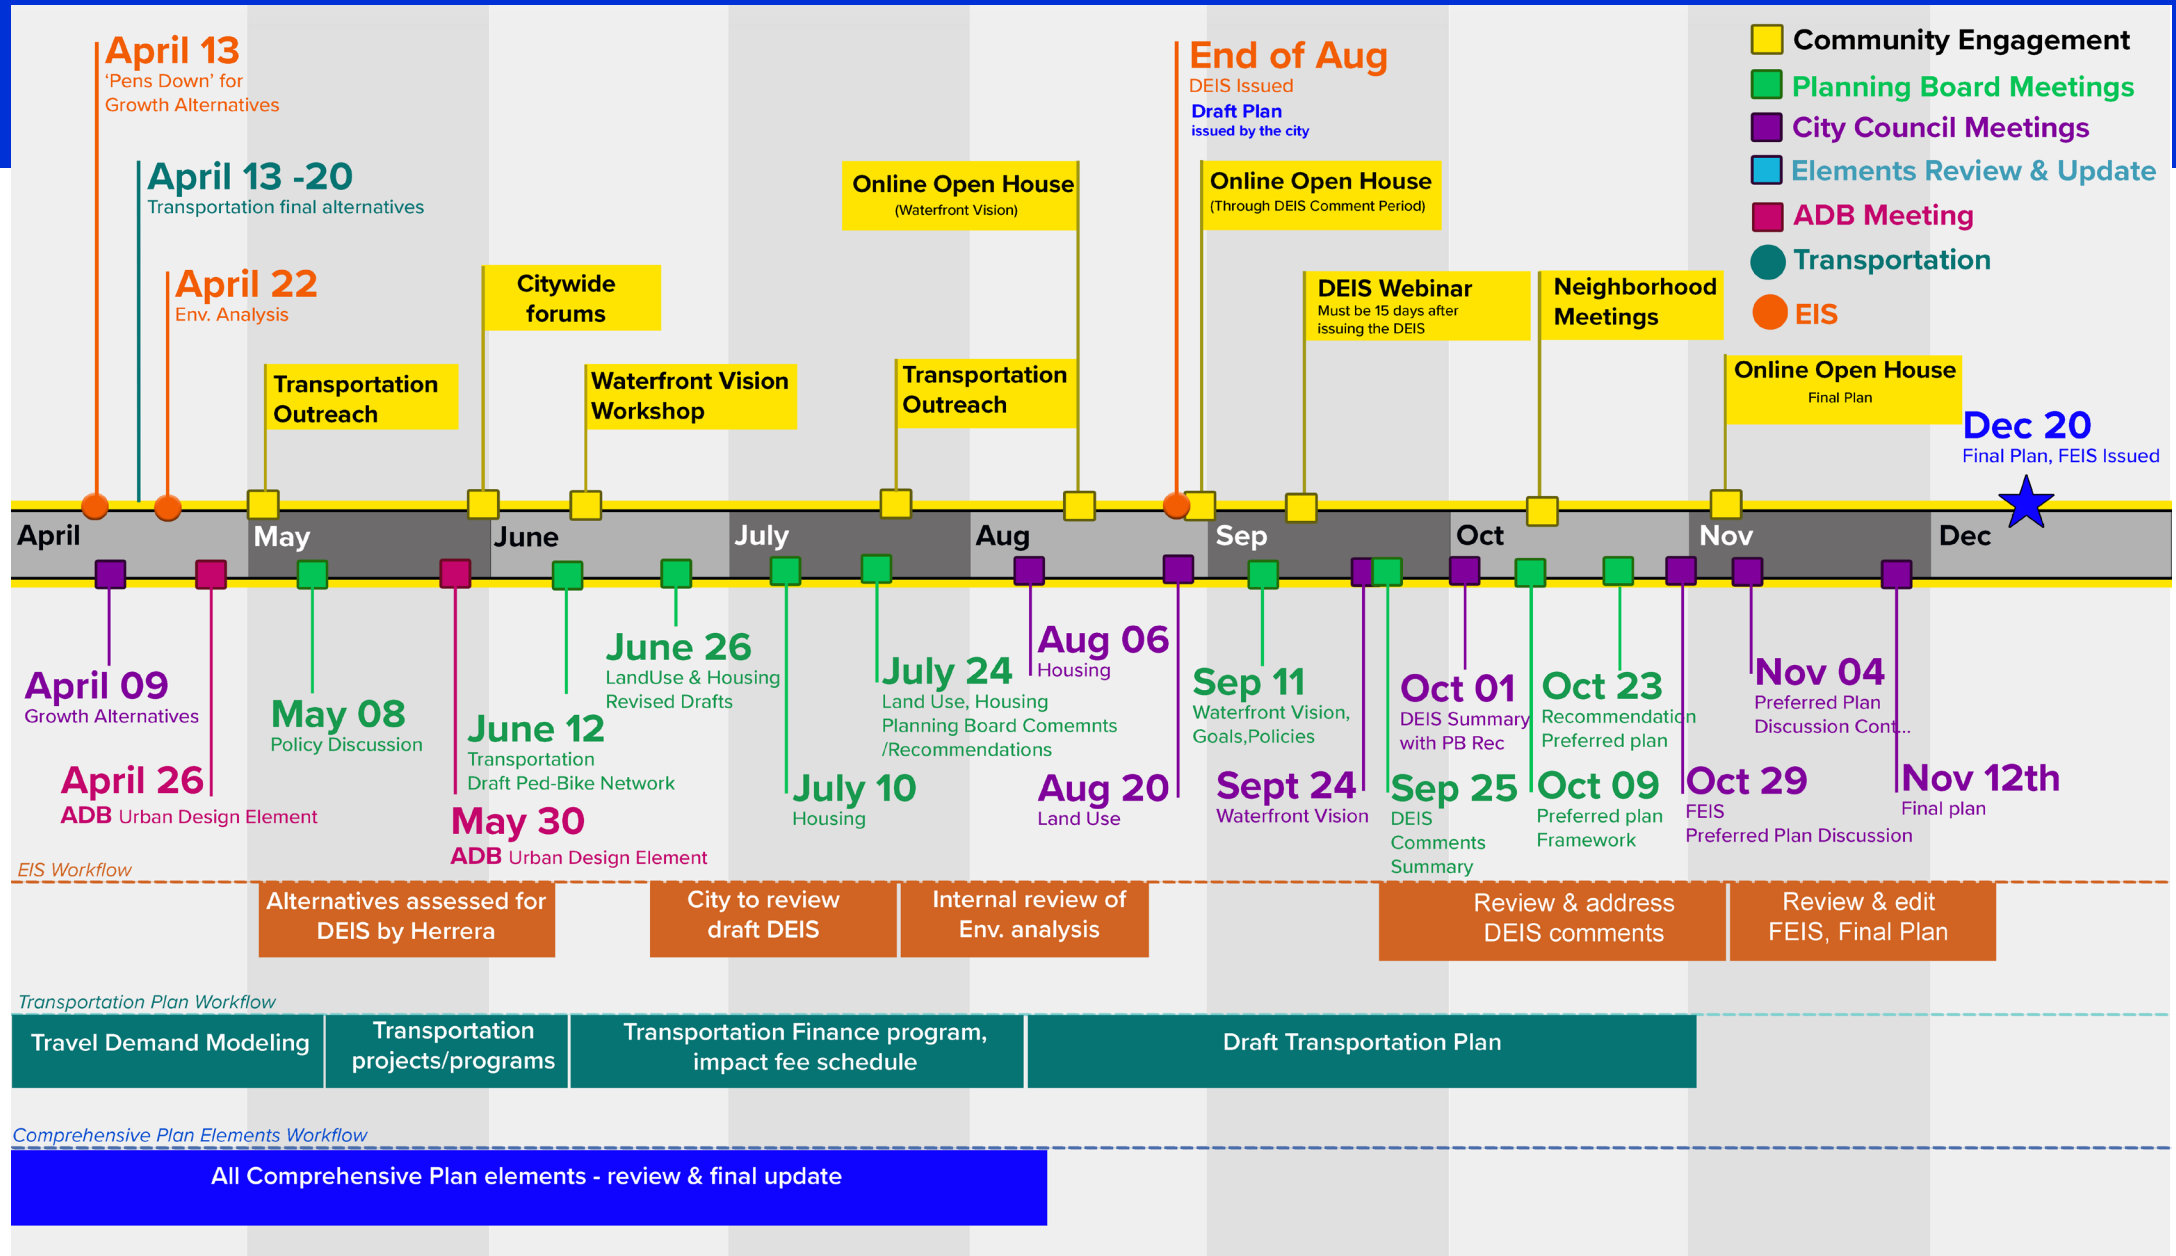 April 13
'Pens Down' for
Growth Alternatives
April 13 -20
Transportation final alternatives
April 22
Env. Analysis
Transportation
Outreach
Citywide
forums
Waterfront Vision
Workshop
Online Open House
(Waterfront Vision)
Transportation
Outreach
End of Aug
DEIS Issued
Draft Plan
issued by the city
Online Open House
(Through DEIS Comment Period)
DEIS Webinar
Must be 15 days after
issuing the DEIS
Neighborhood
Meetings
Online Open House
Final Plan
Dec 20
Final Plan, FEIS Issued
Community Engagement
Planning Board Meetings
City Council Meetings
Elements Review & Update
ADB Meeting
Transportation
EIS
April
May
June
July
Aug
Sep
Oct
Nov
Dec
April 09
Growth Alternatives
April 26
ADB Urban Design Element
May 08
Policy Discussion
May 30
ADB Urban Design Element
June 12
Transportation
Draft Ped-Bike Network
June 26
LandUse & Housing
Revised Drafts
July 10
Housing
July 24
Land Use, Housing
Planning Board Comemnts
/Recommendations
Aug 06
Housing
Aug 20
Land Use
Sep 11
Waterfront Vision,
Goals,Policies
Sept 24
Waterfront Vision
Sep 25
DEIS
Comments
Summary
Oct 01
DEIS Summary
with PB Rec
Oct 09
Preferred plan
Framework
Oct 23
Recommendation
Preferred plan
Oct 29
FEIS
Preferred Plan Discussion
Nov 04
Preferred Plan
Discussion Cont...
Nov 12th
Final plan
EIS Workflow
Alternatives assessed for
DEIS by Herrera
City to review
draft DEIS
Internal review of
Env. analysis
Review & address
DEIS comments
Review & edit
FEIS, Final Plan
Transportation Plan Workflow
Travel Demand Modeling
Transportation
projects/programs
Transportation Finance program,
impact fee schedule
Draft Transportation Plan
Comprehensive Plan Elements Workflow
All Comprehensive Plan elements - review & final update